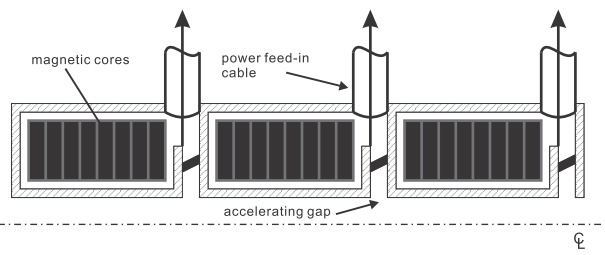 magnetic cores
power feed-in
cable
accelerating gap
℄